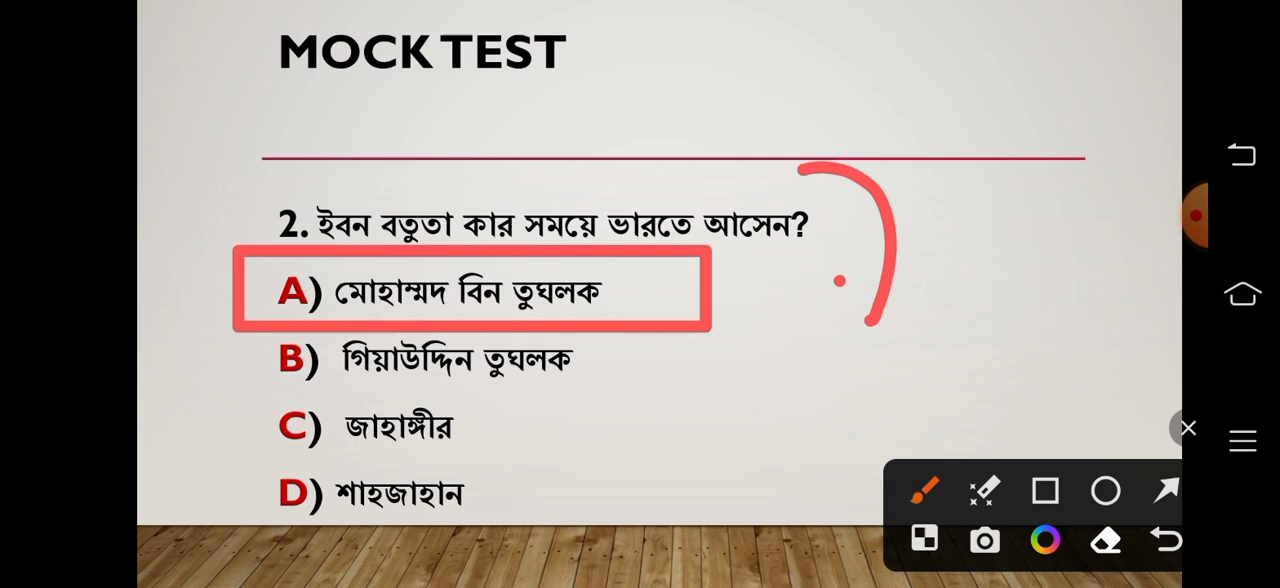 MOCK TEST
2. ইবন বতুতা কার সময়ে ভারতে আসেন?
A) মোহাম্মদ বিন তুঘলক
B) গিয়াউদ্দিন তুঘলক
C) জাহাঙ্গীর
D) শাহজাহান